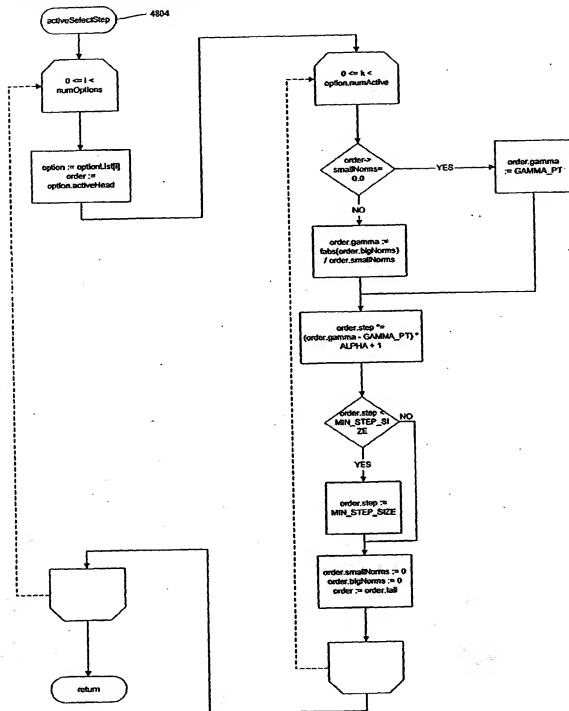 activeSelectStep
4804
0 <= i <
numOptions
option := optionList[i]
order :=
option.activeHead
0 <= k <
option.numActive
order->
smallNorms=
0.0
YES
order.gamma
:= GAMMA_PT
NO
order.gamma :=
fabs(order.bigNorms)
/ order.smallNorms
order.step *=
(order.gamma - GAMMA_PT) *
ALPHA + 1
order.step <
MIN_STEP_SI
ZE
NO
YES
order.step :=
MIN_STEP_SIZE
order.smallNorms := 0
order.bigNorms := 0
order := order.tail
return